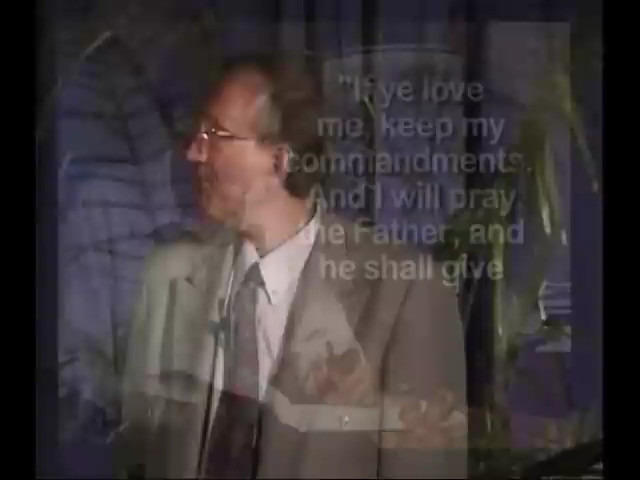 "If ye love
me, keep my
commandments.
And I will pray
the Father, and
he shall give